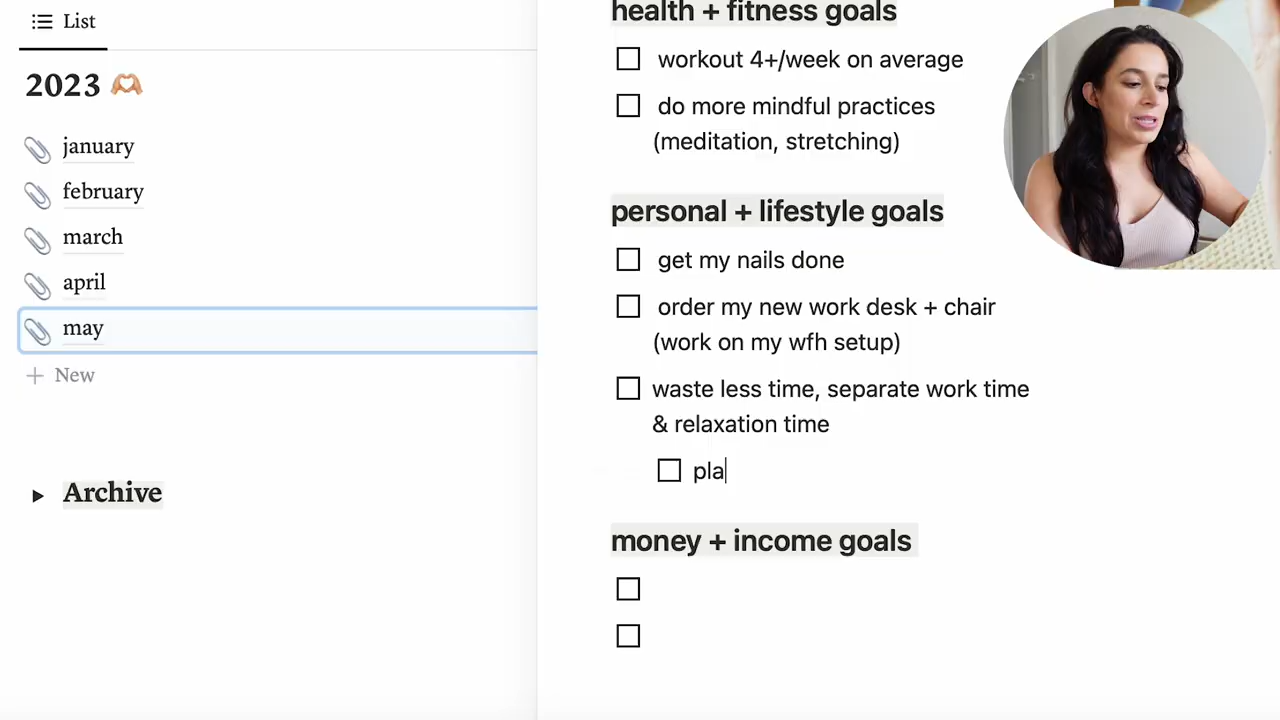 List
2023
january
february
march
april
may
New
Archive
health + fitness goals
workout 4+/week on average
do more mindful practices
(meditation, stretching)
personal + lifestyle goals
get my nails done
order my new work desk + chair
(work on my wfh setup)
waste less time, separate work time
& relaxation time
pla
money + income goals